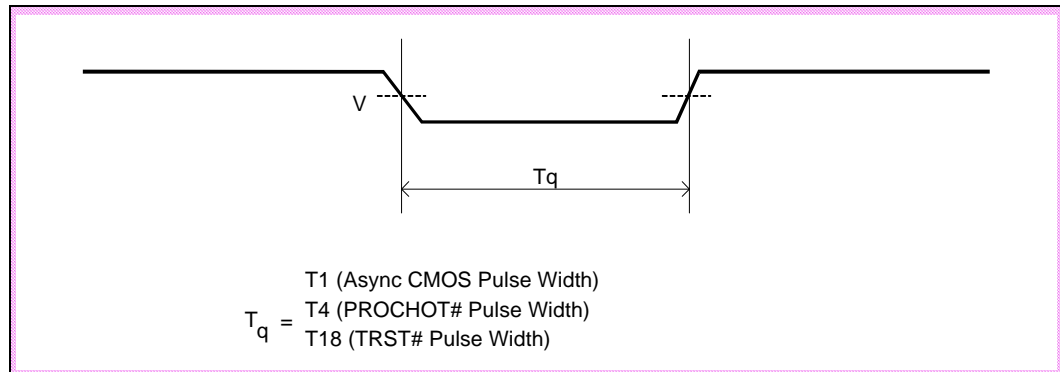 V
Tq
T1 (Async CMOS Pulse Width)
Tq = T4 (PROCHOT# Pulse Width)
T18 (TRST# Pulse Width)